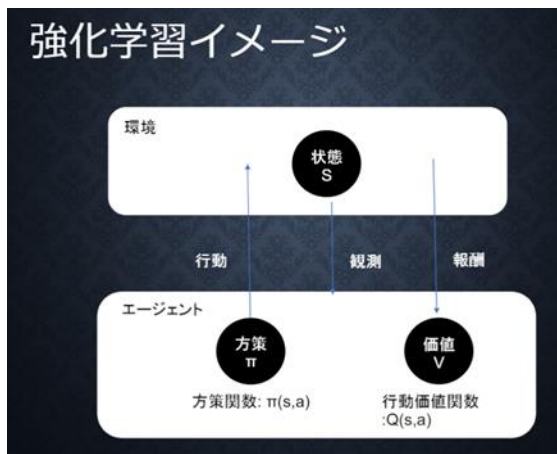 強化学習イメージ
環境
状態
S
行動
観測
報酬
エージェント
方策
π
価値
V
方策関数: π(s,a)
行動価値関数
:Q(s,a)